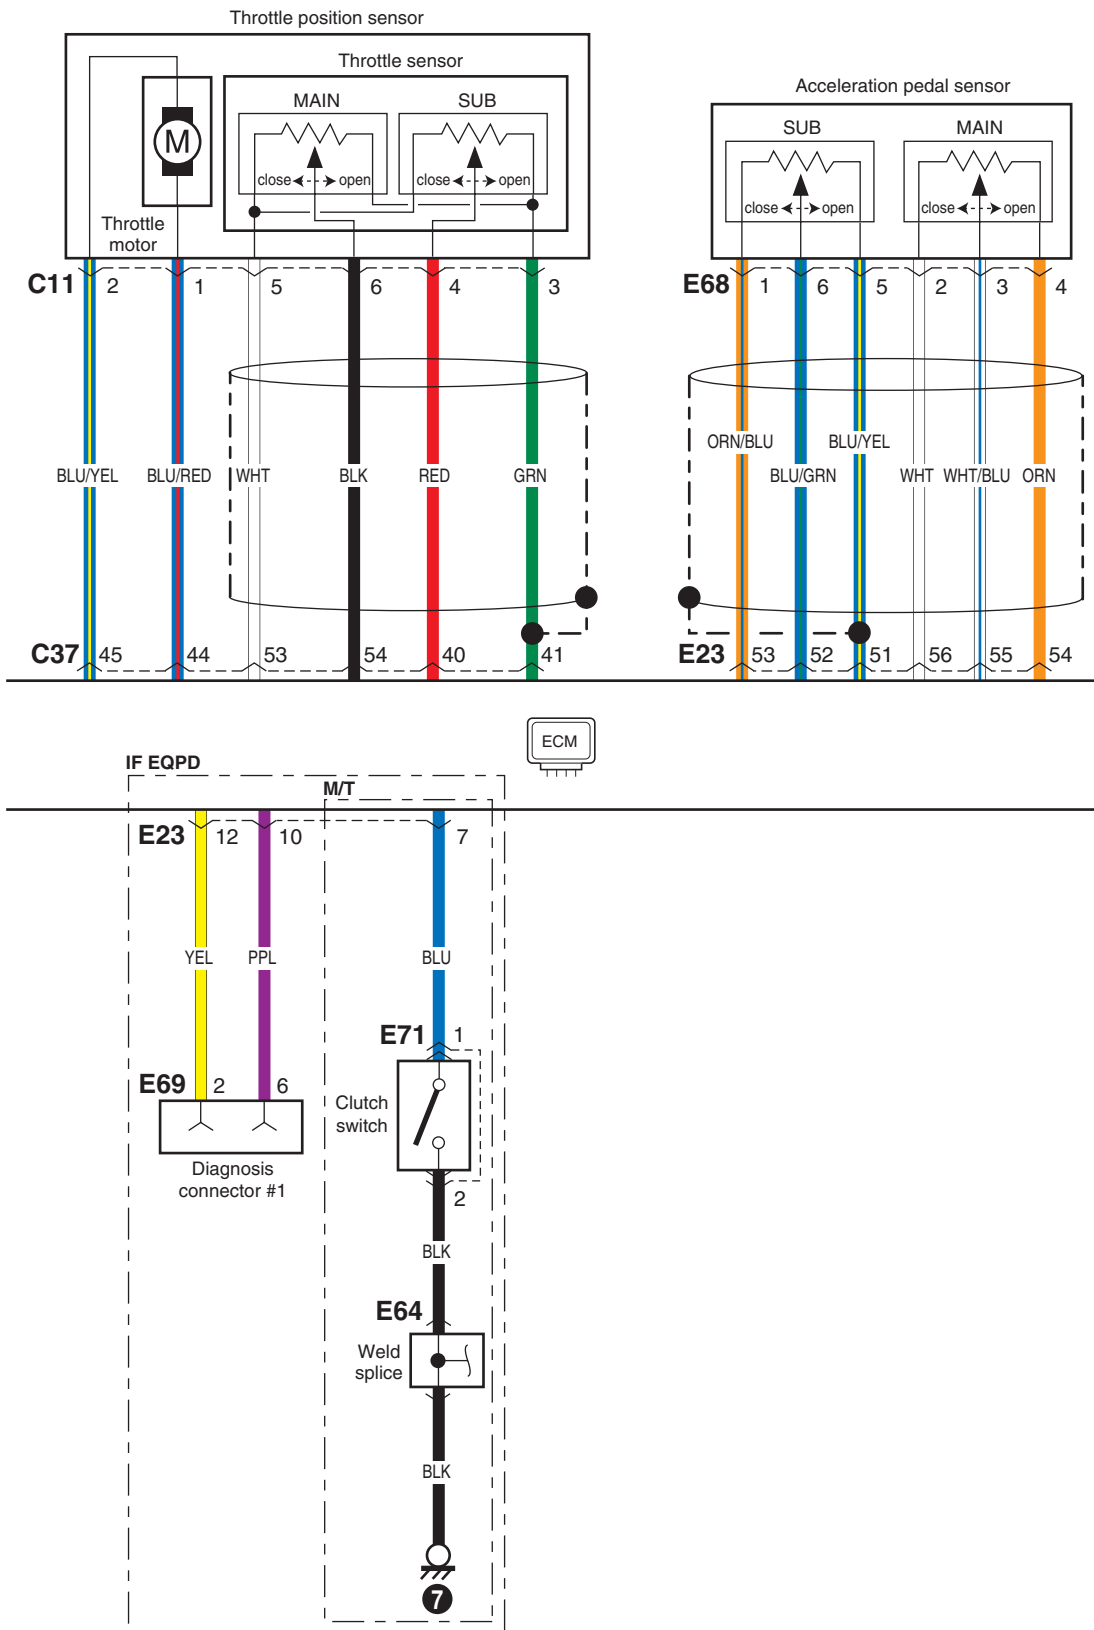 Throttle position sensor
Throttle sensor
MAIN SUB
close open close open
M
Throttle
motor
Acceleration pedal sensor
SUB MAIN
close open close open
C11 2 1 5 6 4 3
E68 1 6 5 2 3 4
BLU/YEL BLU/RED WHT BLK RED GRN
ORN/BLU BLU/YEL
BLU/GRN WHT WHT/BLU ORN
C37 45 44 53 54 40 41
E23 53 52 51 56 55 54
ECM
IF EQPD
M/T
E23 12 10 7
YEL PPL BLU
E71 1
E69 2 6
Clutch
switch
Diagnosis
connector #1
2
BLK
E64
Weld
splice
BLK
7